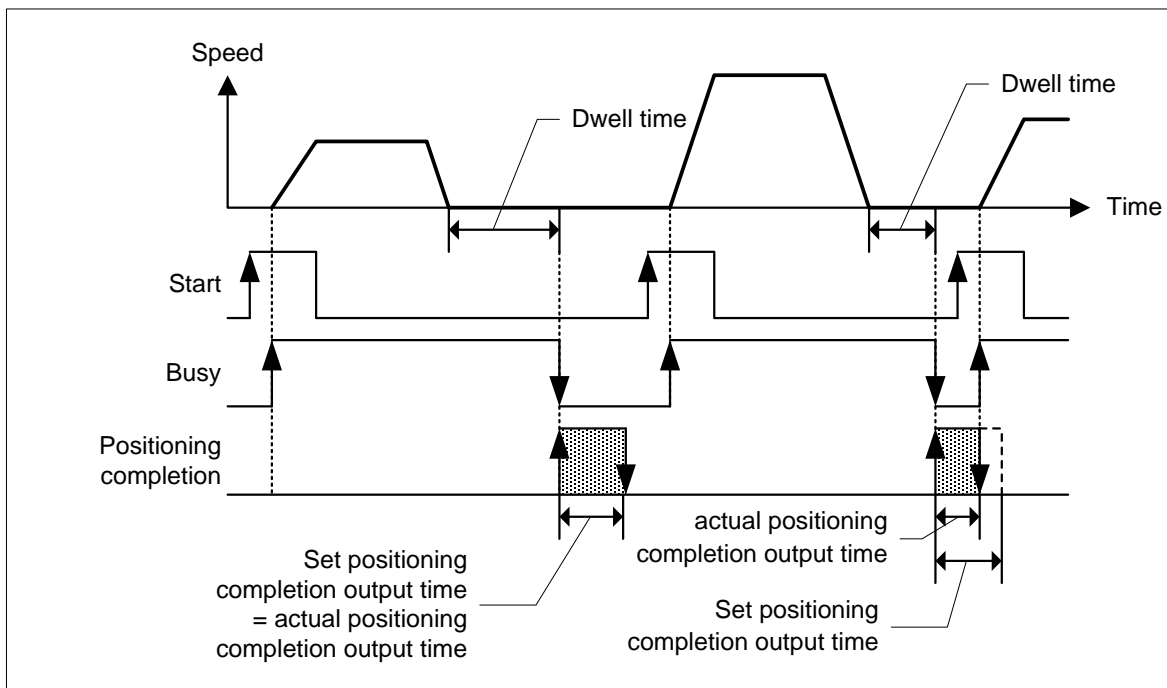 Speed
Dwell time
Dwell time
Time
Start
Busy
Positioning
completion
Set positioning
completion output time
= actual positioning
completion output time
actual positioning
completion output time
Set positioning
completion output time